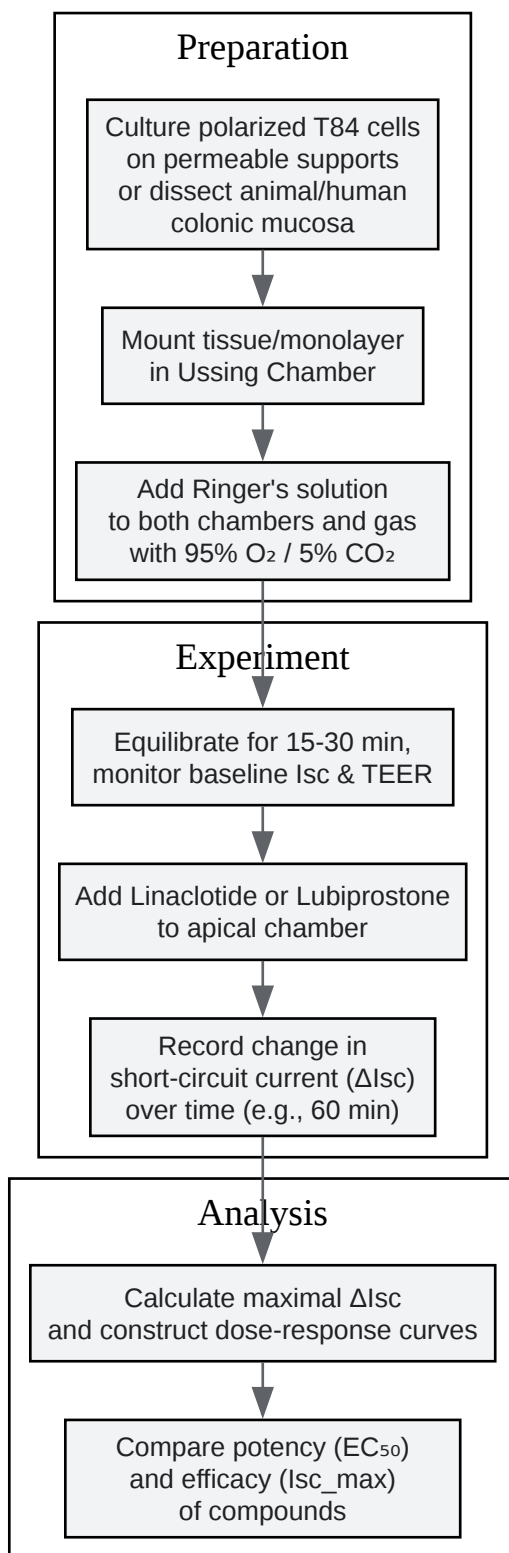 Preparation
Culture polarized T84 cells
on permeable supports
or dissect animal/human
colonic mucosa
Mount tissue/monolayer
in Ussing Chamber
Add Ringer's solution
to both chambers and gas
with 95% O₂ / 5% CO₂
Experiment
Equilibrate for 15-30 min,
monitor baseline Isc & TEER
Add Linaclotide or Lubiprostone
to apical chamber
Record change in
short-circuit current (ΔIsc)
over time (e.g., 60 min)
Analysis
Calculate maximal ΔIsc
and construct dose-response curves
Compare potency (EC₅₀)
and efficacy (Isc_max)
of compounds